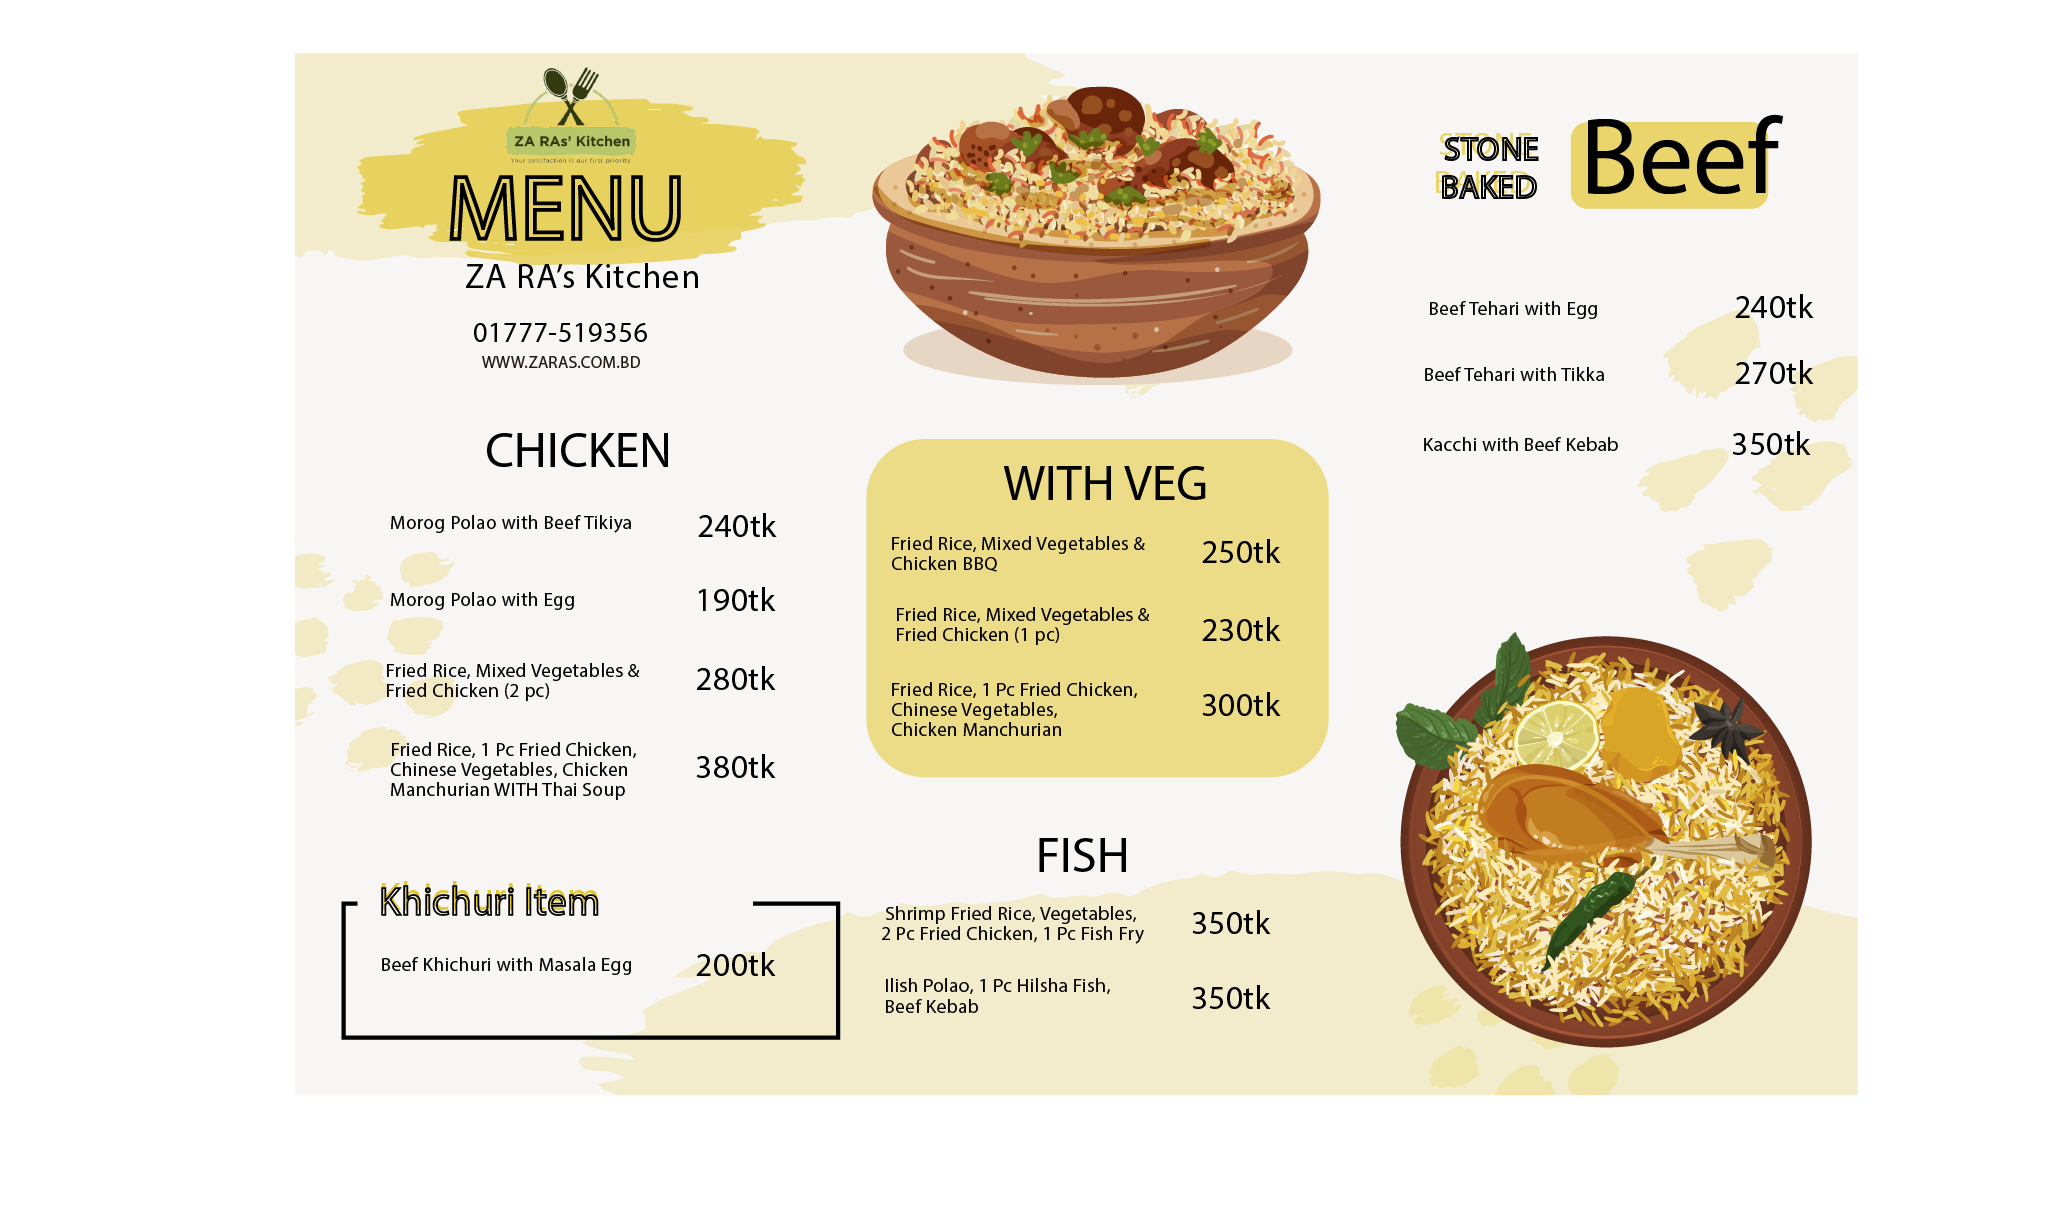 ZA RAs' Kitchen
Your satisfaction is our first priority
MENU
ZA RA's Kitchen
01777-519356
WWW.ZARAS.COM.BD
CHICKEN
Morog Polao with Beef Tikiya 240tk
Morog Polao with Egg 190tk
Fried Rice, Mixed Vegetables &
Fried Chicken (2 pc) 280tk
Fried Rice, 1 Pc Fried Chicken,
Chinese Vegetables, Chicken 380tk
Manchurian WITH Thai Soup
Khichuri Item
Beef Khichuri with Masala Egg 200tk
WITH VEG
Fried Rice, Mixed Vegetables & 250tk
Chicken BBQ
Fried Rice, Mixed Vegetables &
Fried Chicken (1 pc) 230tk
Fried Rice, 1 Pc Fried Chicken,
Chinese Vegetables, 300tk
Chicken Manchurian
FISH
Shrimp Fried Rice, Vegetables, 350tk
2 Pc Fried Chicken, 1 Pc Fish Fry
Ilish Polao, 1 Pc Hilsha Fish, 350tk
Beef Kebab
STONE
BAKED
Beef
Beef Tehari with Egg 240tk
Beef Tehari with Tikka 270tk
Kacchi with Beef Kebab 350tk